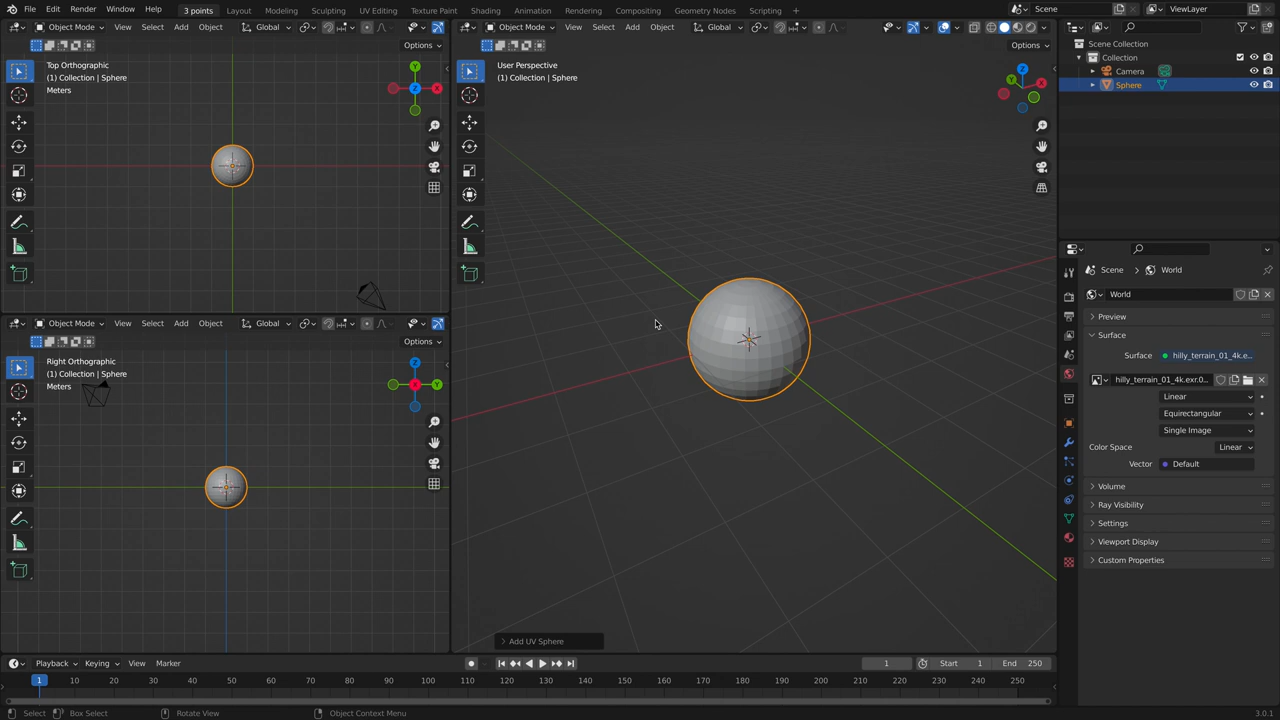 File Edit Render Window Help 3 points Layout Modeling Sculpting UV Editing Texture Paint Shading Animation Rendering Compositing Geometry Nodes Scripting + Scene ViewLayer
Object Mode View Select Add Object Global
Options
Top Orthographic
(1) Collection | Sphere
Meters
Y
Z
X
Object Mode View Select Add Object Global
Options
Right Orthographic
(1) Collection | Sphere
Meters
Z
X
Y
Object Mode View Select Add Object Global
Options
User Perspective
(1) Collection | Sphere
Z
Y
X
Add UV Sphere
Scene Collection
Collection
Camera
Sphere
Scene > World
World
Preview
Surface
Surface hilly_terrain_01_4k.e...
hilly_terrain_01_4k.exr.0...
Linear
Equirectangular
Single Image
Color Space Linear
Vector Default
Volume
Ray Visibility
Settings
Viewport Display
Custom Properties
Playback Keying View Marker 1 Start 1 End 250
1 10 20 30 40 50 60 70 80 90 100 110 120 130 140 150 160 170 180 190 200 210 220 230 240 250
Select Box Select Rotate View Object Context Menu 3.0.1